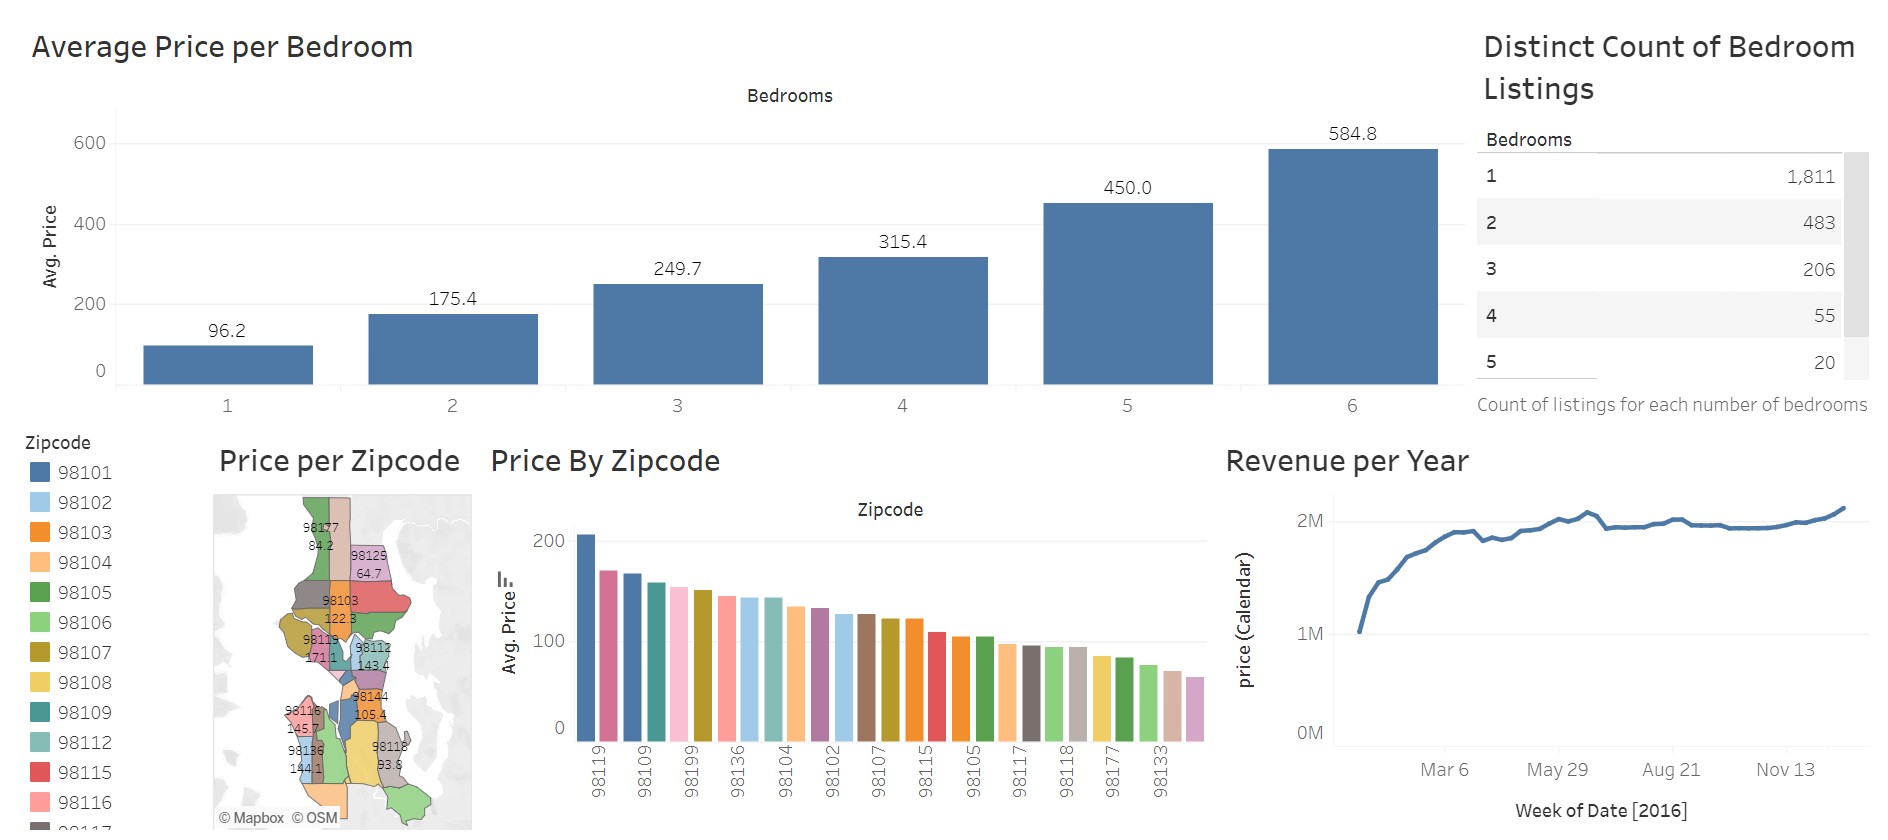 Average Price per Bedroom
Bedrooms
Avg. Price
600
400
200
0
96.2
175.4
249.7
315.4
450.0
584.8
1
2
3
4
5
6
Distinct Count of Bedroom
Listings
Bedrooms
1 1,811
2 483
3 206
4 55
5 20
Count of listings for each number of bedrooms
Zipcode
98101
98102
98103
98104
98105
98106
98107
98108
98109
98112
98115
98116
98117
Price per Zipcode
98177
84.2
98125
64.7
98103
122.3
98119
171.1
98112
143.4
98144
105.4
98116
145.7
98136
144.1
98118
93.8
© Mapbox © OSM
Price By Zipcode
Zipcode
Avg. Price
200
100
0
98119
98109
98199
98136
98104
98102
98107
98115
98105
98117
98118
98177
98133
Revenue per Year
price (Calendar)
2M
1M
0M
Mar 6
May 29
Aug 21
Nov 13
Week of Date [2016]